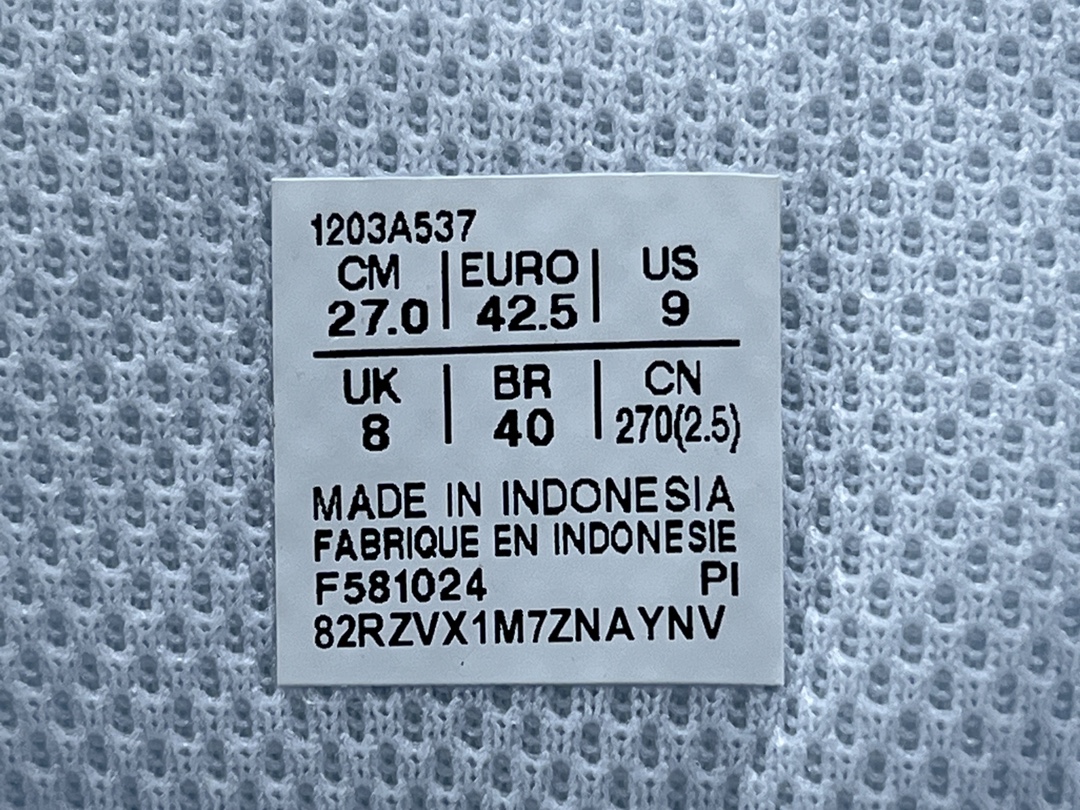 1203A537
CM | EURO | US
27.0 | 42.5 | 9
UK | BR | CN
8 | 40 | 270(2.5)
MADE IN INDONESIA
FABRIQUE EN INDONESIE
F581024 PI
82RZVX1M7ZNAYNV